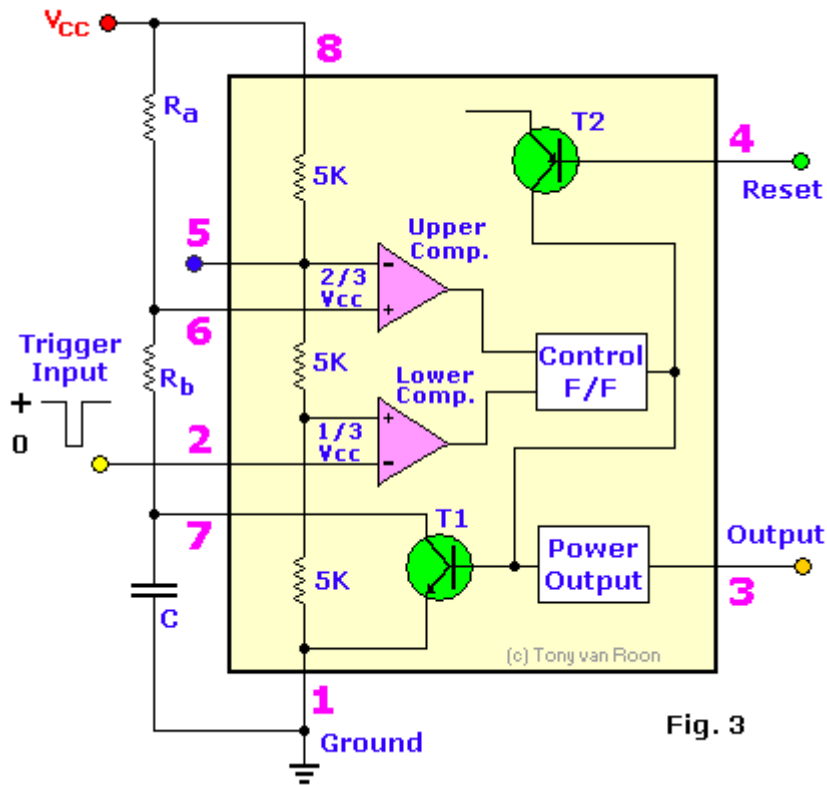 VCC
8
Ra
T2
4
5K
Reset
5
Upper
Comp.
2/3
Vcc
-
+
6
Trigger
Input
Rb
5K
Control
F/F
Lower
Comp.
+
0
2
1/3
Vcc
+
-
7
T1
Output
5K
Power
Output
3
C
(c) Tony van Roon
1
Ground
Fig. 3